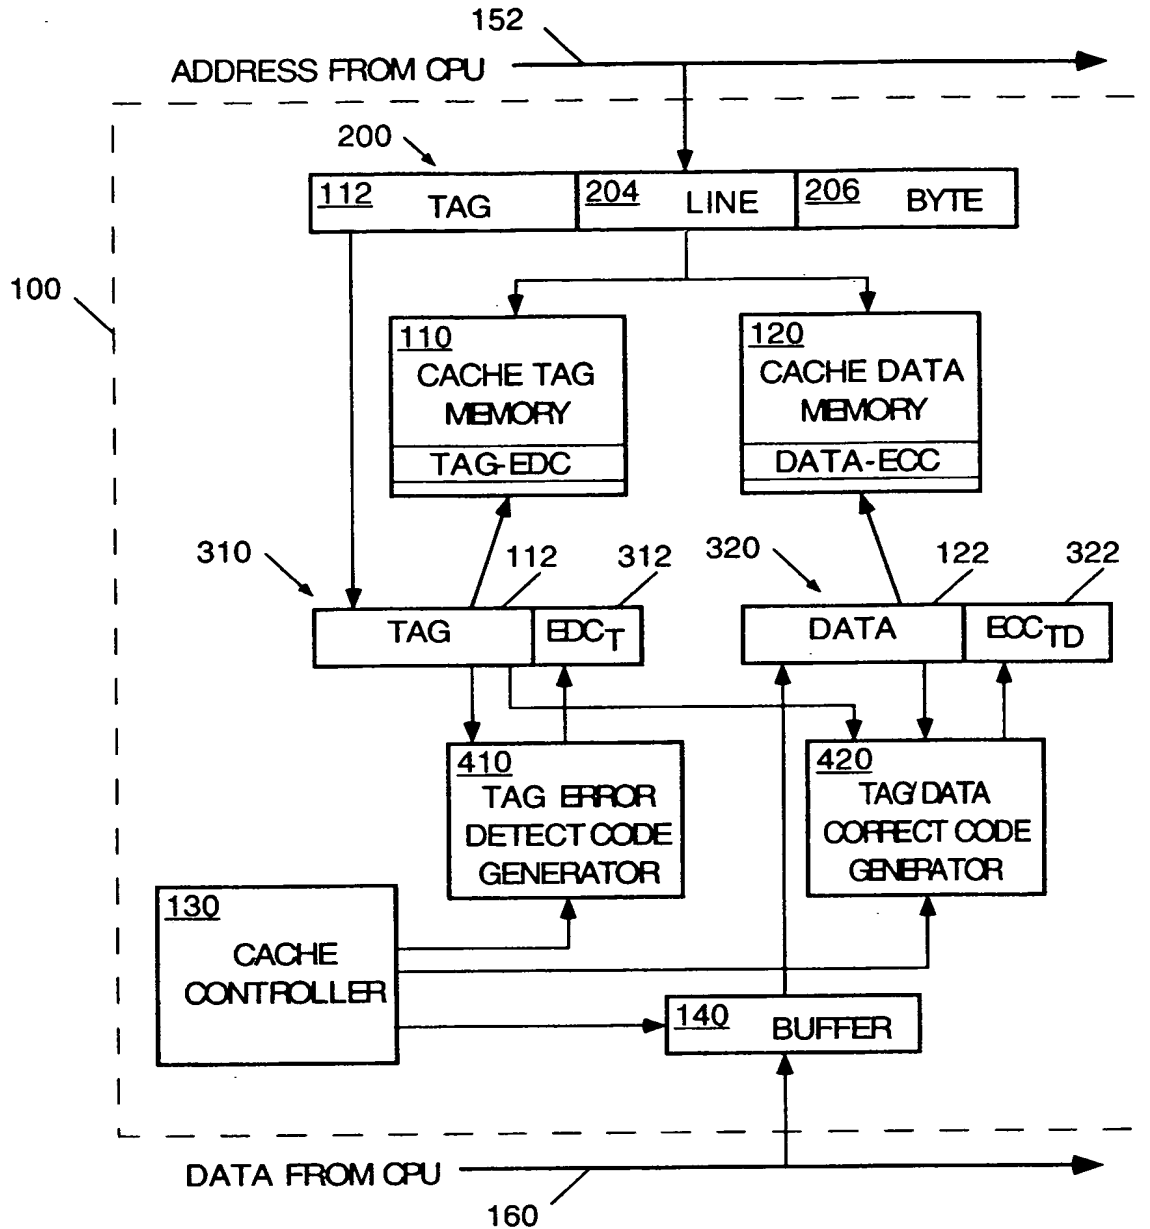 152
ADDRESS FROM CPU
200
112 TAG
204 LINE
206 BYTE
100
110
CACHE TAG
MEMORY
TAG-EDC
120
CACHE DATA
MEMORY
DATA-ECC
310
112
312
320
122
322
TAG
EDCT
DATA
ECCTD
410
TAG ERROR
DETECT CODE
GENERATOR
420
TAG/DATA
CORRECT CODE
GENERATOR
130
CACHE
CONTROLLER
140 BUFFER
DATA FROM CPU
160